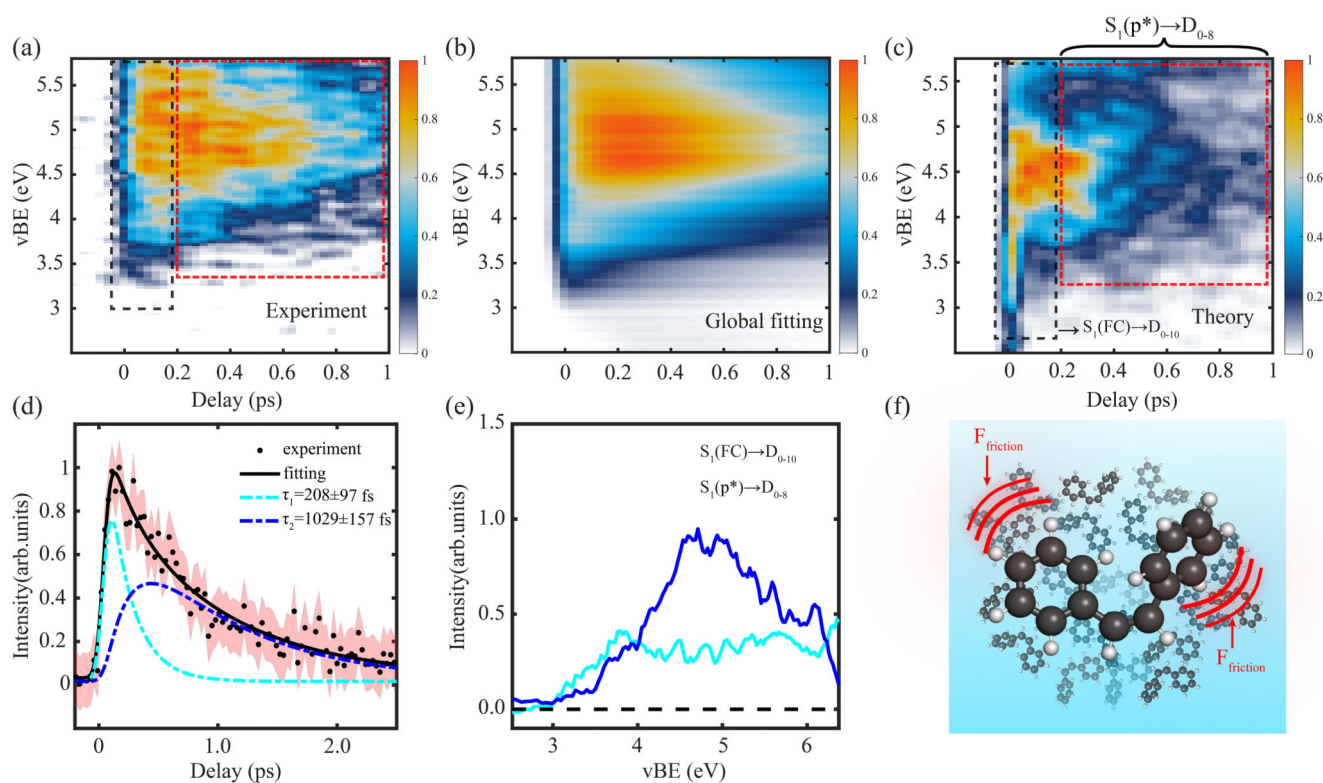 S₁(p*)→D₀₋₈
(a)
(b)
(c)
vBE (eV)
5.5
5
4.5
4
3.5
3
Experiment
0
0.2
0.4
0.6
0.8
1
Delay (ps)
1
0.8
0.6
0.4
0.2
0
vBE (eV)
5.5
5
4.5
4
3.5
3
Global fitting
0
0.2
0.4
0.6
0.8
1
Delay (ps)
1
0.8
0.6
0.4
0.2
0
vBE (eV)
5.5
5
4.5
4
3.5
3
Theory
→ S₁(FC)→D₀₋₁₀
0
0.2
0.4
0.6
0.8
1
Delay (ps)
1
0.8
0.6
0.4
0.2
0
(d)
Intensity(arb.units)
1
0.8
0.6
0.4
0.2
0
experiment
fitting
τ₁=208±97 fs
τ₂=1029±157 fs
0
1.0
2.0
Delay (ps)
(e)
Intensity(arb.units)
1.5
1.0
0.5
0.0
S₁(FC)→D₀₋₁₀
S₁(p*)→D₀₋₈
3
4
5
6
vBE (eV)
(f)
F friction
F friction